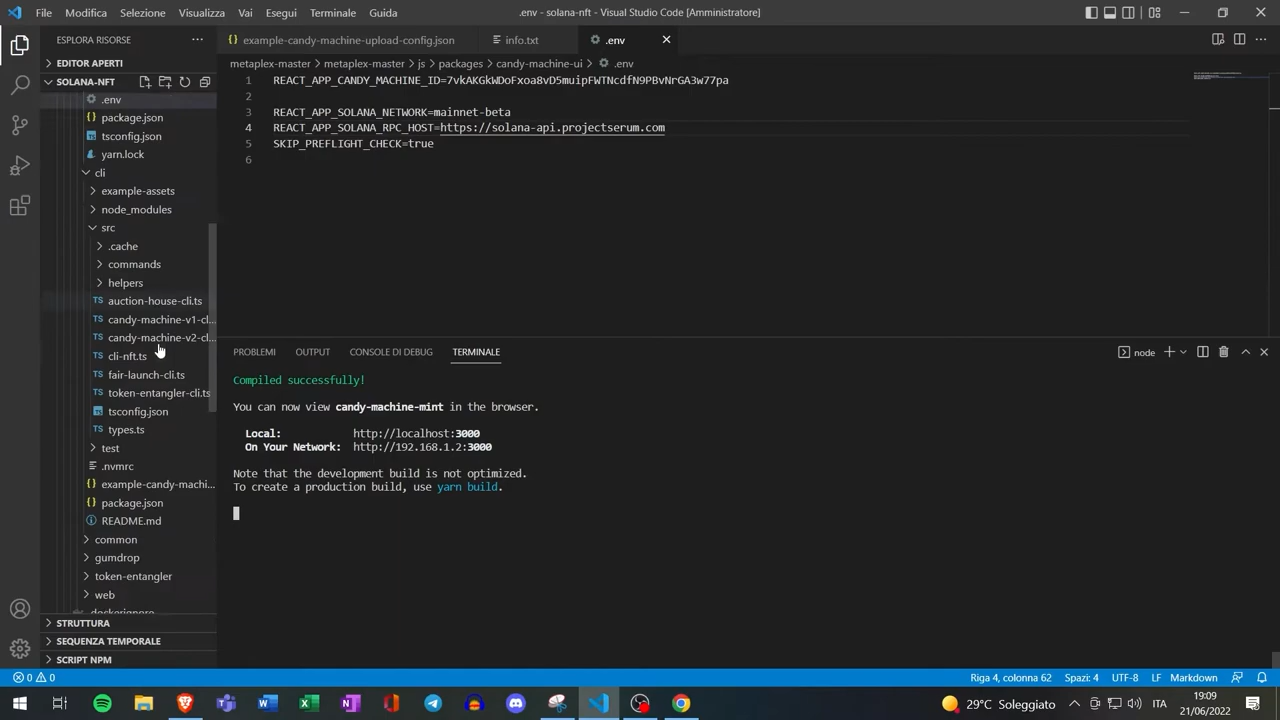 File Modifica Selezione Visualizza Vai Esegui Terminale Guida
.env - solana-nft - Visual Studio Code [Amministratore]
ESPLORA RISORSE
example-candy-machine-upload-config.json
info.txt
.env
EDITOR APERTI
metaplex-master > metaplex-master > js > packages > candy-machine-ui > .env
SOLANA-NFT
.env
package.json
tsconfig.json
yarn.lock
cli
example-assets
node_modules
src
.cache
commands
helpers
auction-house-cli.ts
candy-machine-v1-cl...
candy-machine-v2-cl...
cli-nft.ts
fair-launch-cli.ts
token-entangler-cli.ts
tsconfig.json
types.ts
test
.nvmrc
example-candy-machi...
package.json
README.md
common
gumdrop
token-entangler
web
.dockerignore
STRUTTURA
SEQUENZA TEMPORALE
SCRIPT NPM
1 REACT_APP_CANDY_MACHINE_ID=7vkAKGkWDoFxoa8vD5muipFWTNcdfN9PBvNrGA3w77pa
2
3 REACT_APP_SOLANA_NETWORK=mainnet-beta
4 REACT_APP_SOLANA_RPC_HOST=https://solana-api.projectserum.com
5 SKIP_PREFLIGHT_CHECK=true
6
PROBLEMI OUTPUT CONSOLE DI DEBUG TERMINALE
node
Compiled successfully!
You can now view candy-machine-mint in the browser.
Local: http://localhost:3000
On Your Network: http://192.168.1.2:3000
Note that the development build is not optimized.
To create a production build, use yarn build.
0 0
Riga 4, colonna 62 Spazi: 4 UTF-8 LF Markdown
29°C Soleggiato
ITA
19:09
21/06/2022